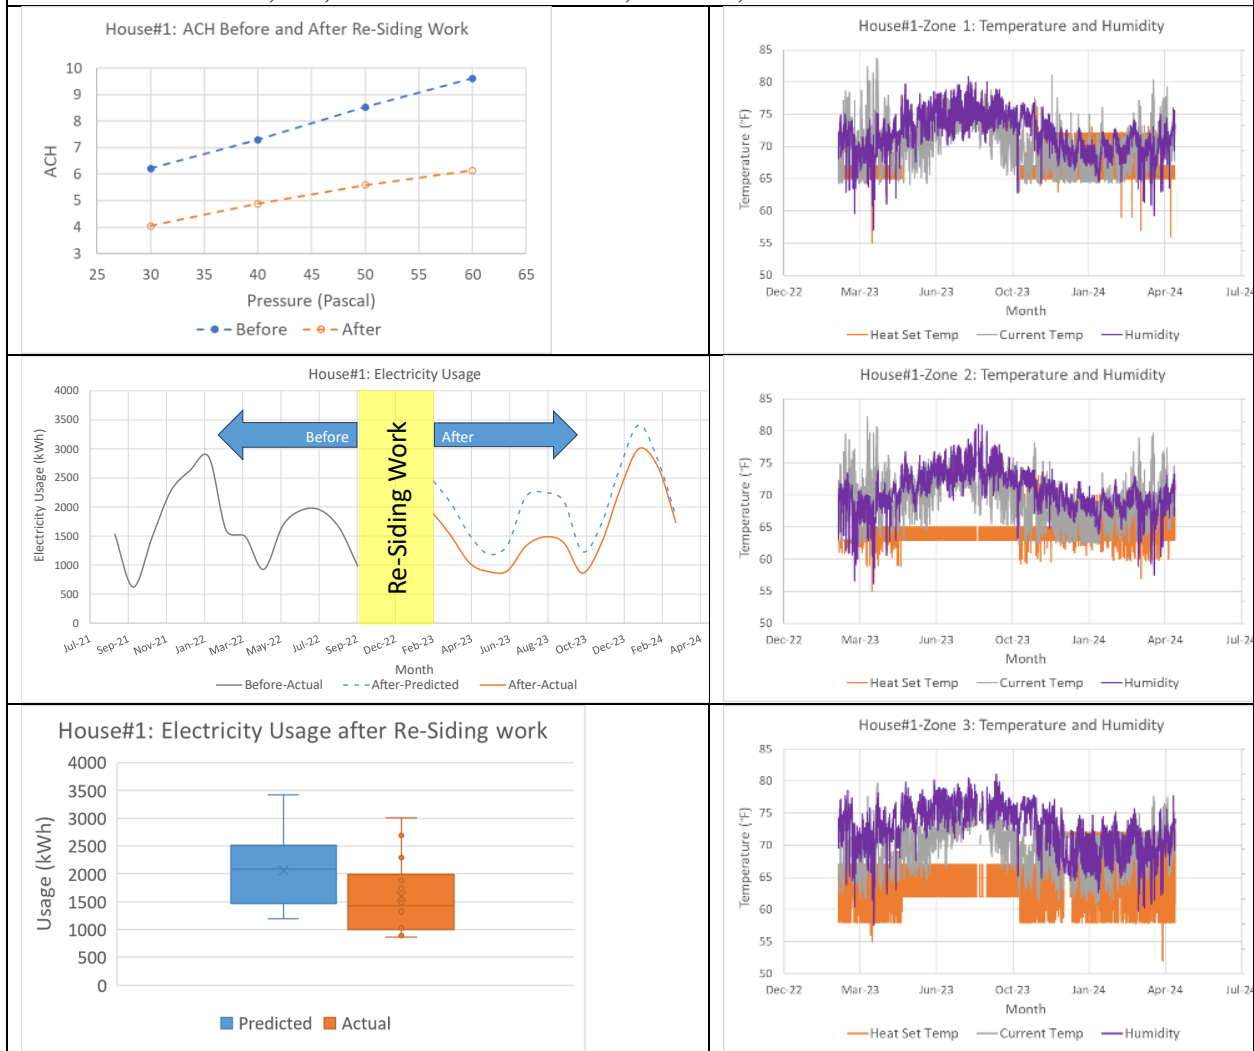 House#1: ACH Before and After Re-Siding Work
10
9
8
7
6
5
4
3
ACH
25 30 35 40 45 50 55 60 65
Pressure (Pascal)
Before After
House#1-Zone 1: Temperature and Humidity
85
80
75
70
65
60
55
50
Temperature (°F)
Dec-22 Mar-23 Jun-23 Oct-23 Jan-24 Apr-24 Jul-24
Month
Heat Set Temp Current Temp Humidity
House#1: Electricity Usage
4000
3500
3000
2500
2000
1500
1000
500
0
Electricity Usage (kWh)
Before
After
Re-Siding Work
Jul-21 Sep-21 Nov-21 Jan-22 Mar-22 May-22 Jul-22 Sep-22 Dec-22 Feb-23 Apr-23 Jun-23 Aug-23 Oct-23 Dec-23 Feb-24 Apr-24
Month
Before-Actual After-Predicted After-Actual
House#1-Zone 2: Temperature and Humidity
85
80
75
70
65
60
55
50
Temperature (°F)
Dec-22 Mar-23 Jun-23 Oct-23 Jan-24 Apr-24 Jul-24
Month
Heat Set Temp Current Temp Humidity
House#1: Electricity Usage after Re-Siding work
4000
3500
3000
2500
2000
1500
1000
500
0
Usage (kWh)
Predicted Actual
House#1-Zone 3: Temperature and Humidity
85
80
75
70
65
60
55
50
Temperature (°F)
Dec-22 Mar-23 Jun-23 Oct-23 Jan-24 Apr-24 Jul-24
Month
Heat Set Temp Current Temp Humidity